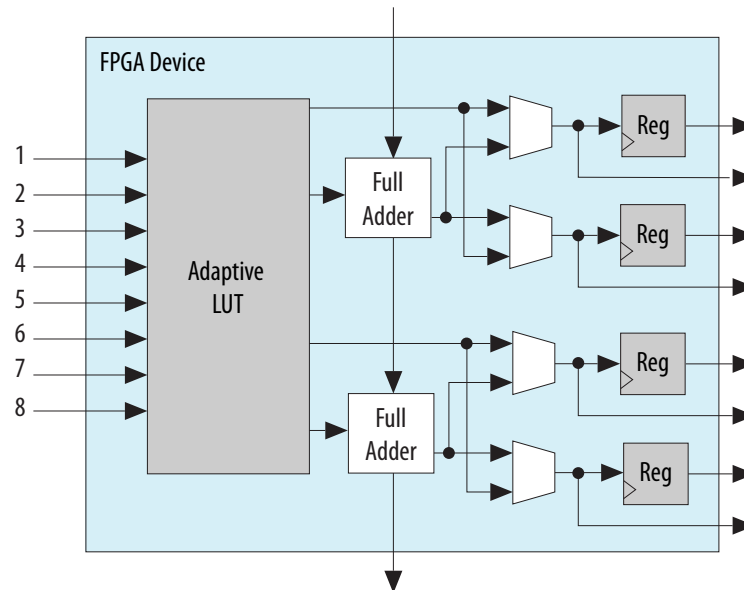 FPGA Device
1
2
3
4
5
6
7
8
Adaptive
LUT
Full
Adder
Full
Adder
Reg
Reg
Reg
Reg